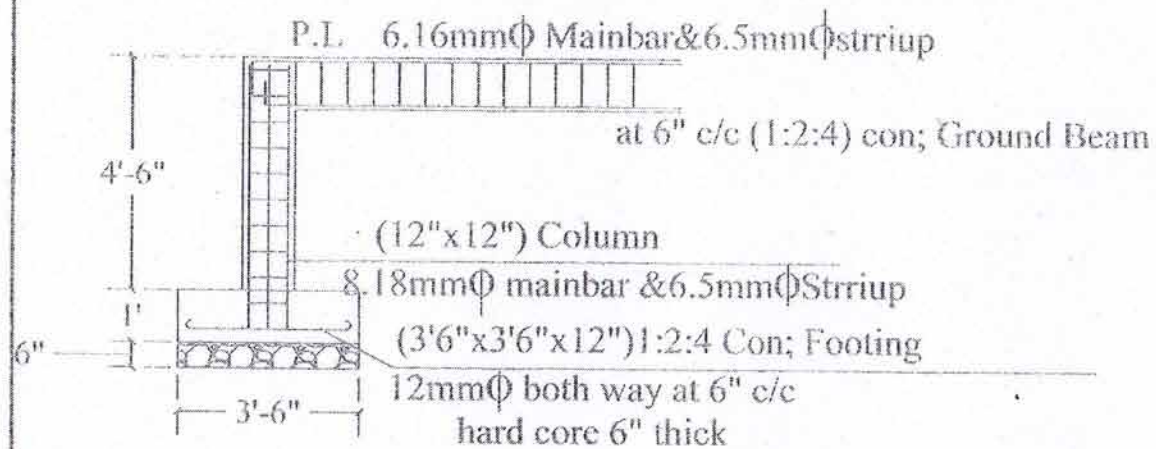 P.L 6.16mmϕ Mainbar&6.5mmϕstrriup
at 6" c/c (1:2:4) con; Ground Beam
4'-6"
(12"x12") Column
8.18mmϕ mainbar &6.5mmϕStrriup
1'
(3'6"x3'6"x12")1:2:4 Con; Footing
6"
12mmϕ both way at 6" c/c
3'-6"
hard core 6" thick